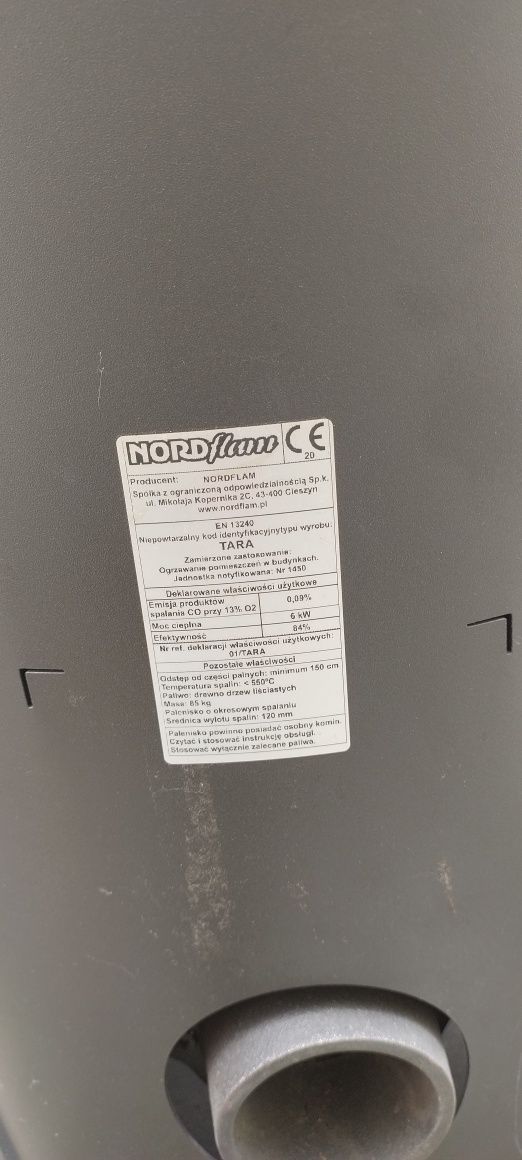 NORDflam CE
20
Producent: NORDFLAM
Spółka z ograniczoną odpowiedzialnością Sp.k.
ul. Mikołaja Kopernika 2C, 43-400 Cieszyn
www.nordflam.pl
EN 13240
Niepowtarzalny kod identyfikacyjnytypu wyrobu:
TARA
Zamierzone zastosowanie:
Ogrzewanie pomieszczeń w budynkach.
Jednostka notyfikowana: Nr 1450
Deklarowane właściwości użytkowe
Emisja produktów
spalania CO przy 13% O2 0,09%
Moc cieplna 6 kW
Efektywność 84%
Nr ref. deklaracji właściwości użytkowych:
01/TARA
Pozostałe właściwości
Odstęp od części palnych: minimum 150 cm
Temperatura spalin: < 550°C
Paliwo: drewno drzew liściastych
Masa: 85 kg
Palenisko o okresowym spalaniu
Średnica wylotu spalin: 120 mm
Palenisko powinno posiadać osobny komin.
Czytać i stosować instrukcję obsługi.
Stosować wyłącznie zalecane paliwa.